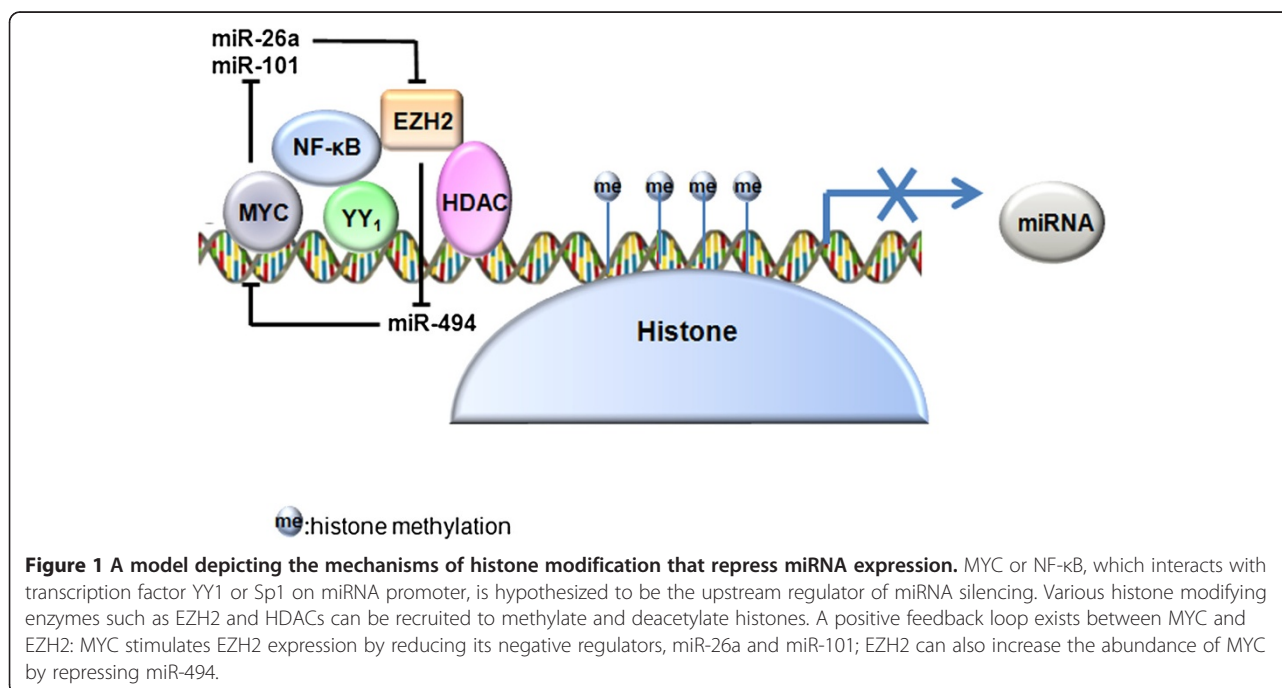 miR-26a
miR-101
EZH2
NF-κB
MYC
YY1
HDAC
me
me
me
me
miRNA
miR-494
Histone
me:histone methylation
Figure 1 A model depicting the mechanisms of histone modification that repress miRNA expression. MYC or NF-κB, which interacts with
transcription factor YY1 or Sp1 on miRNA promoter, is hypothesized to be the upstream regulator of miRNA silencing. Various histone modifying
enzymes such as EZH2 and HDACs can be recruited to methylate and deacetylate histones. A positive feedback loop exists between MYC and
EZH2: MYC stimulates EZH2 expression by reducing its negative regulators, miR-26a and miR-101; EZH2 can also increase the abundance of MYC
by repressing miR-494.